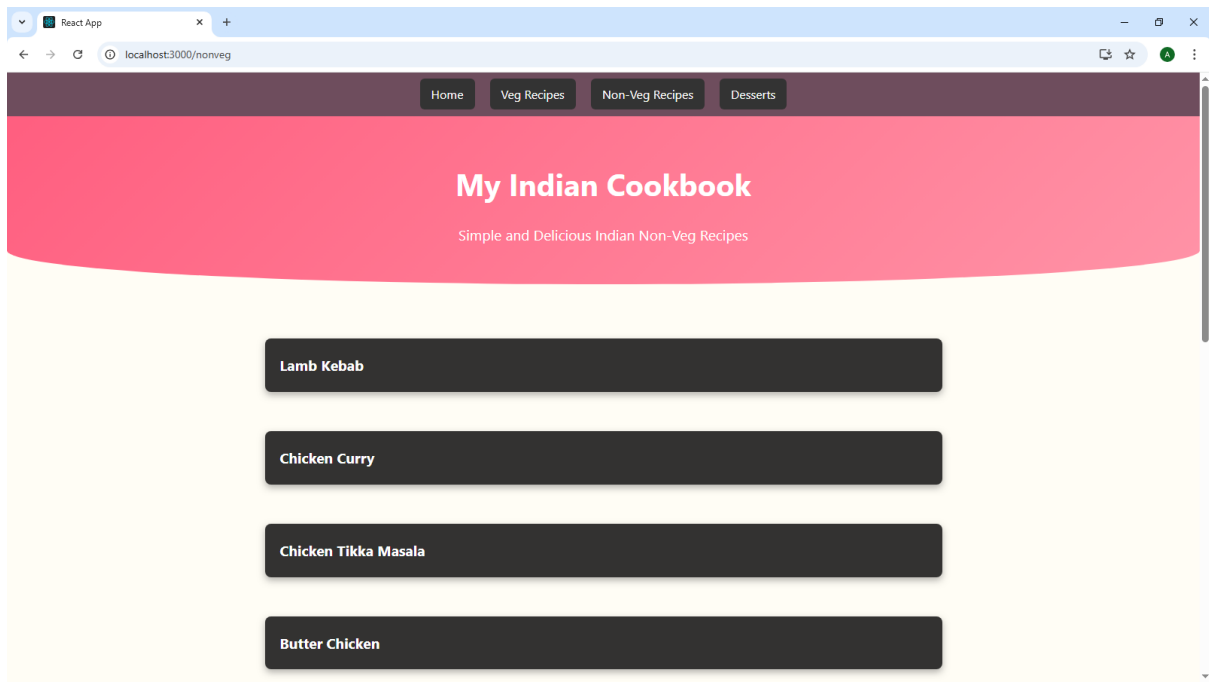 React App
localhost:3000/nonveg
A
Home Veg Recipes Non-Veg Recipes Desserts
My Indian Cookbook
Simple and Delicious Indian Non-Veg Recipes
Lamb Kebab
Chicken Curry
Chicken Tikka Masala
Butter Chicken